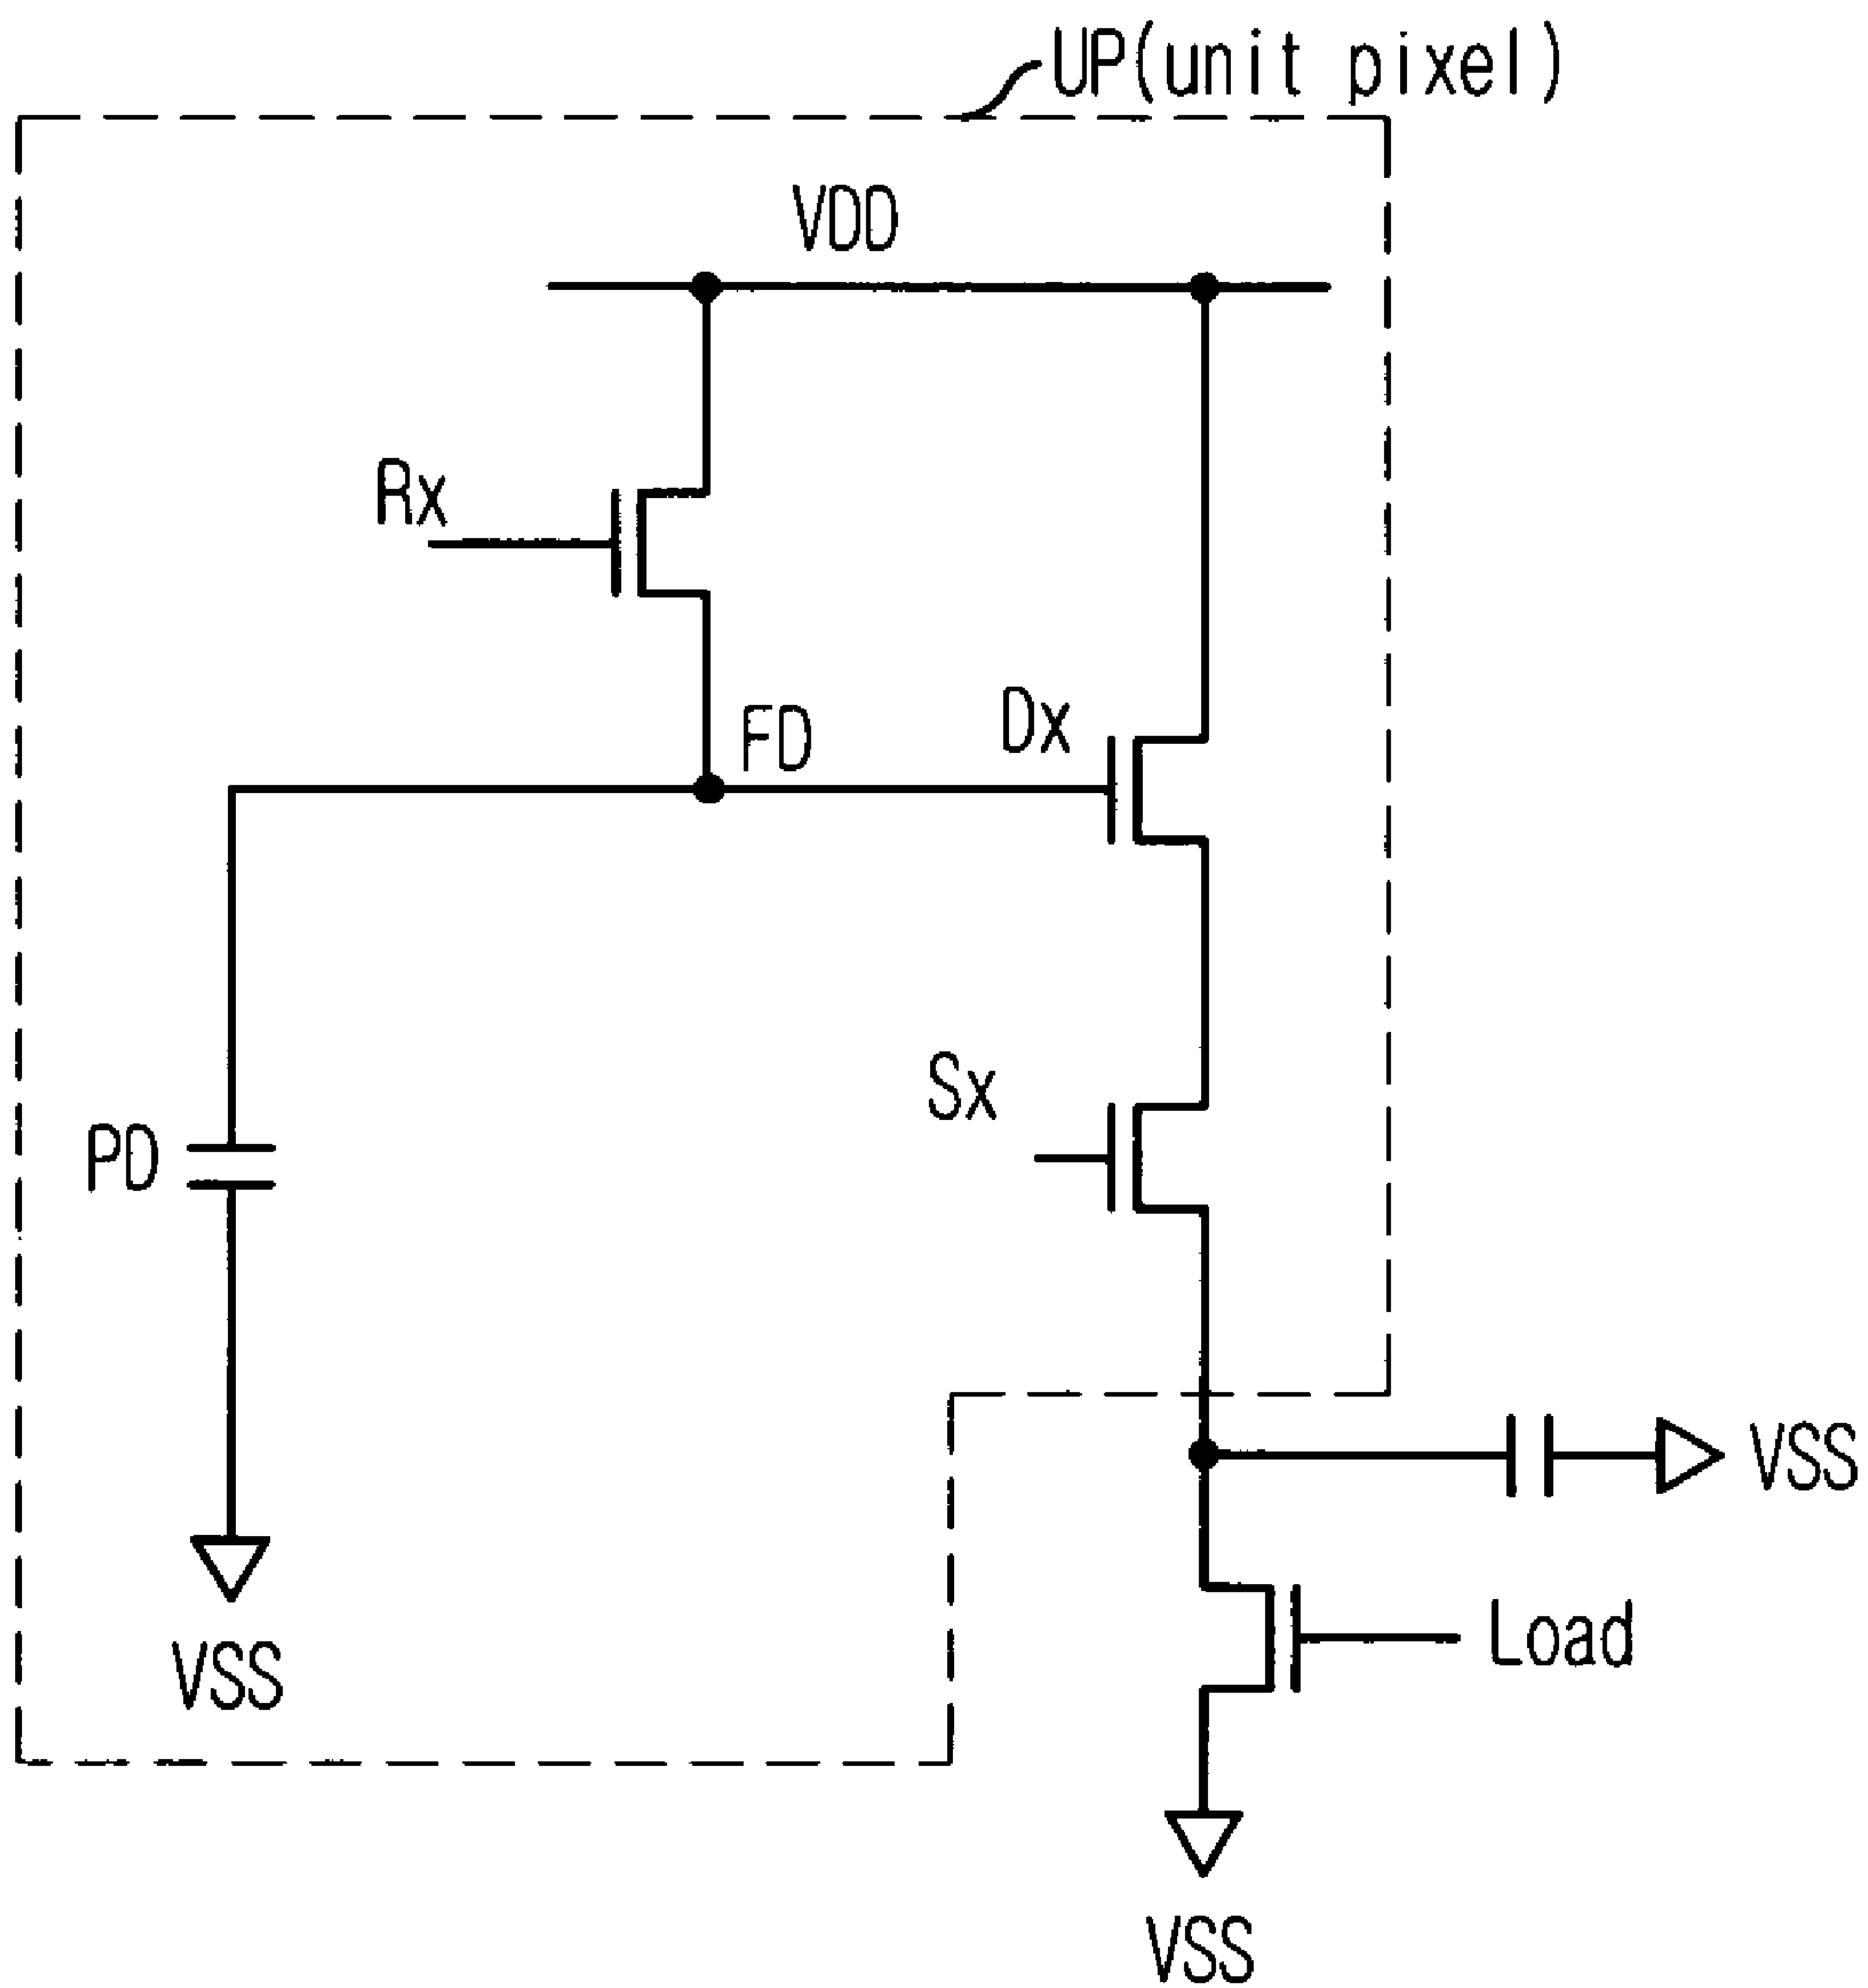 UP(unit pixel)
VDD
Rx
FD
Dx
Sx
PD
VSS
Load
VSS
VSS